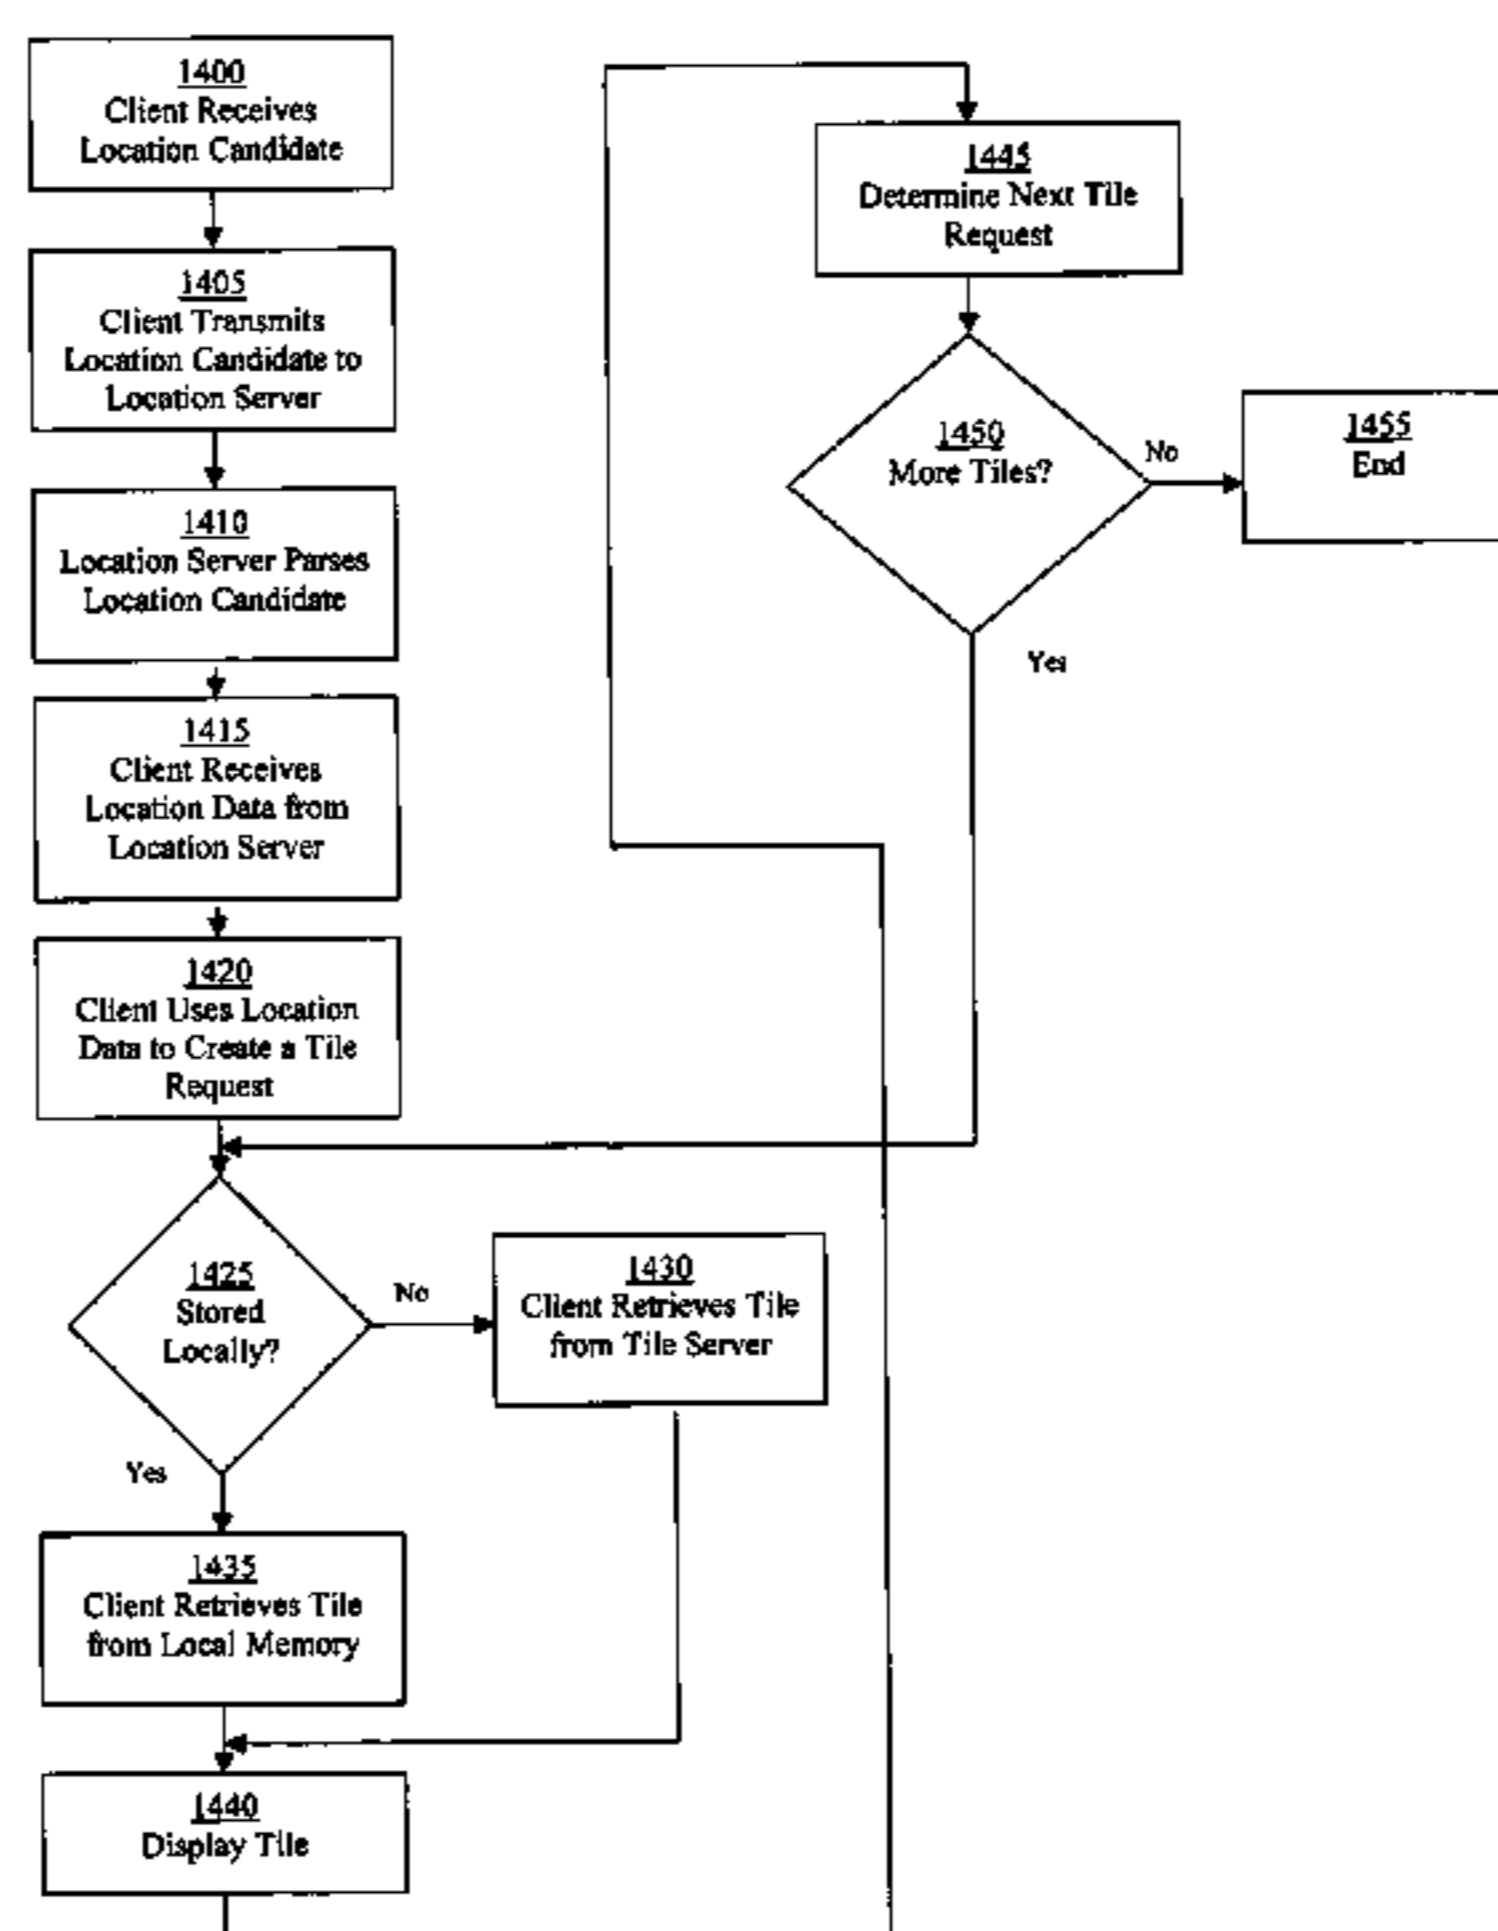 1400
Client Receives
Location Candidate
1405
Client Transmits
Location Candidate to
Location Server
1410
Location Server Parses
Location Candidate
1415
Client Receives
Location Data from
Location Server
1420
Client Uses Location
Data to Create a Tile
Request
1425
Stored
Locally?
No
Yes
1430
Client Retrieves Tile
from Tile Server
1435
Client Retrieves Tile
from Local Memory
1440
Display Tile
1445
Determine Next Tile
Request
1450
More Tiles?
No
Yes
1455
End